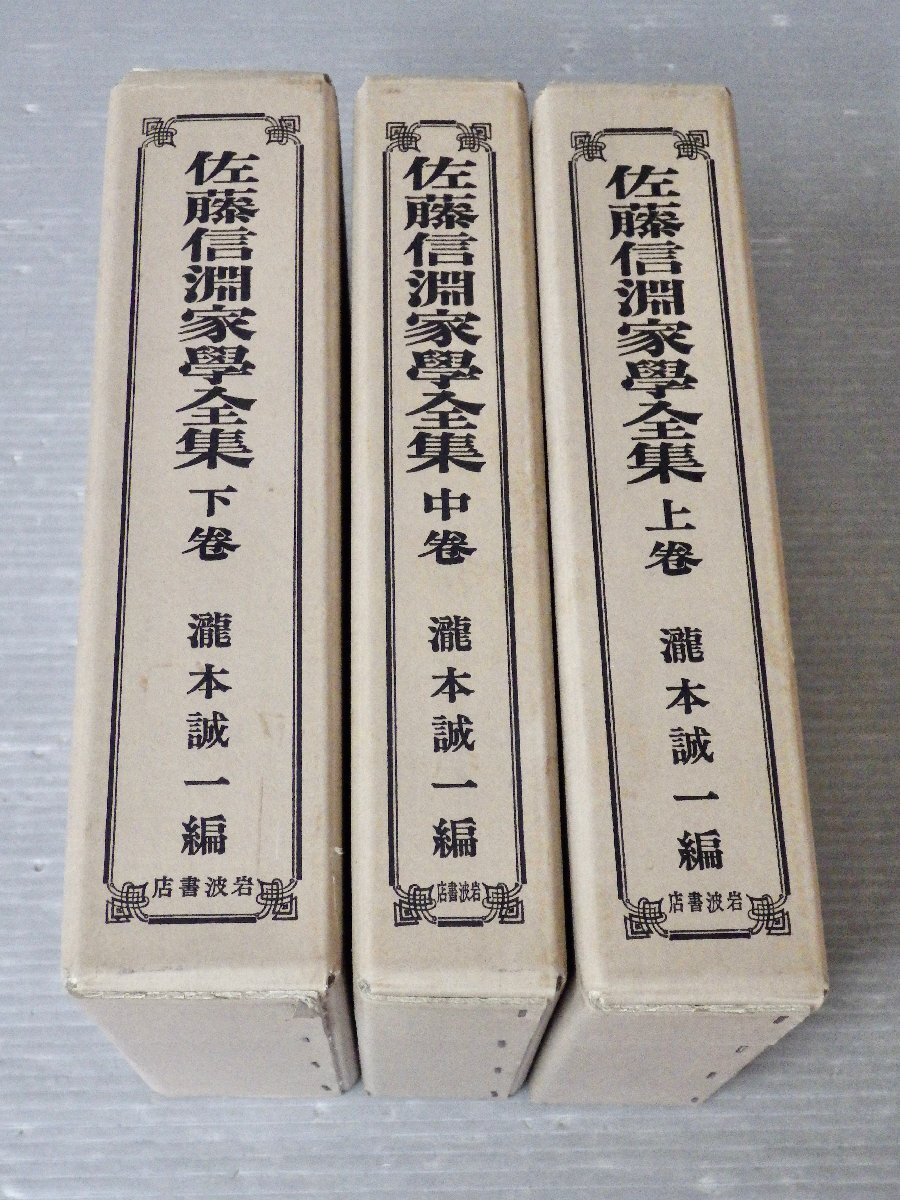 佐藤信淵家學全集 上卷 瀧本誠一編
岩波書店
佐藤信淵家學全集 中卷 瀧本誠一編
岩波書店
佐藤信淵家學全集 下卷 瀧本誠一編
岩波書店